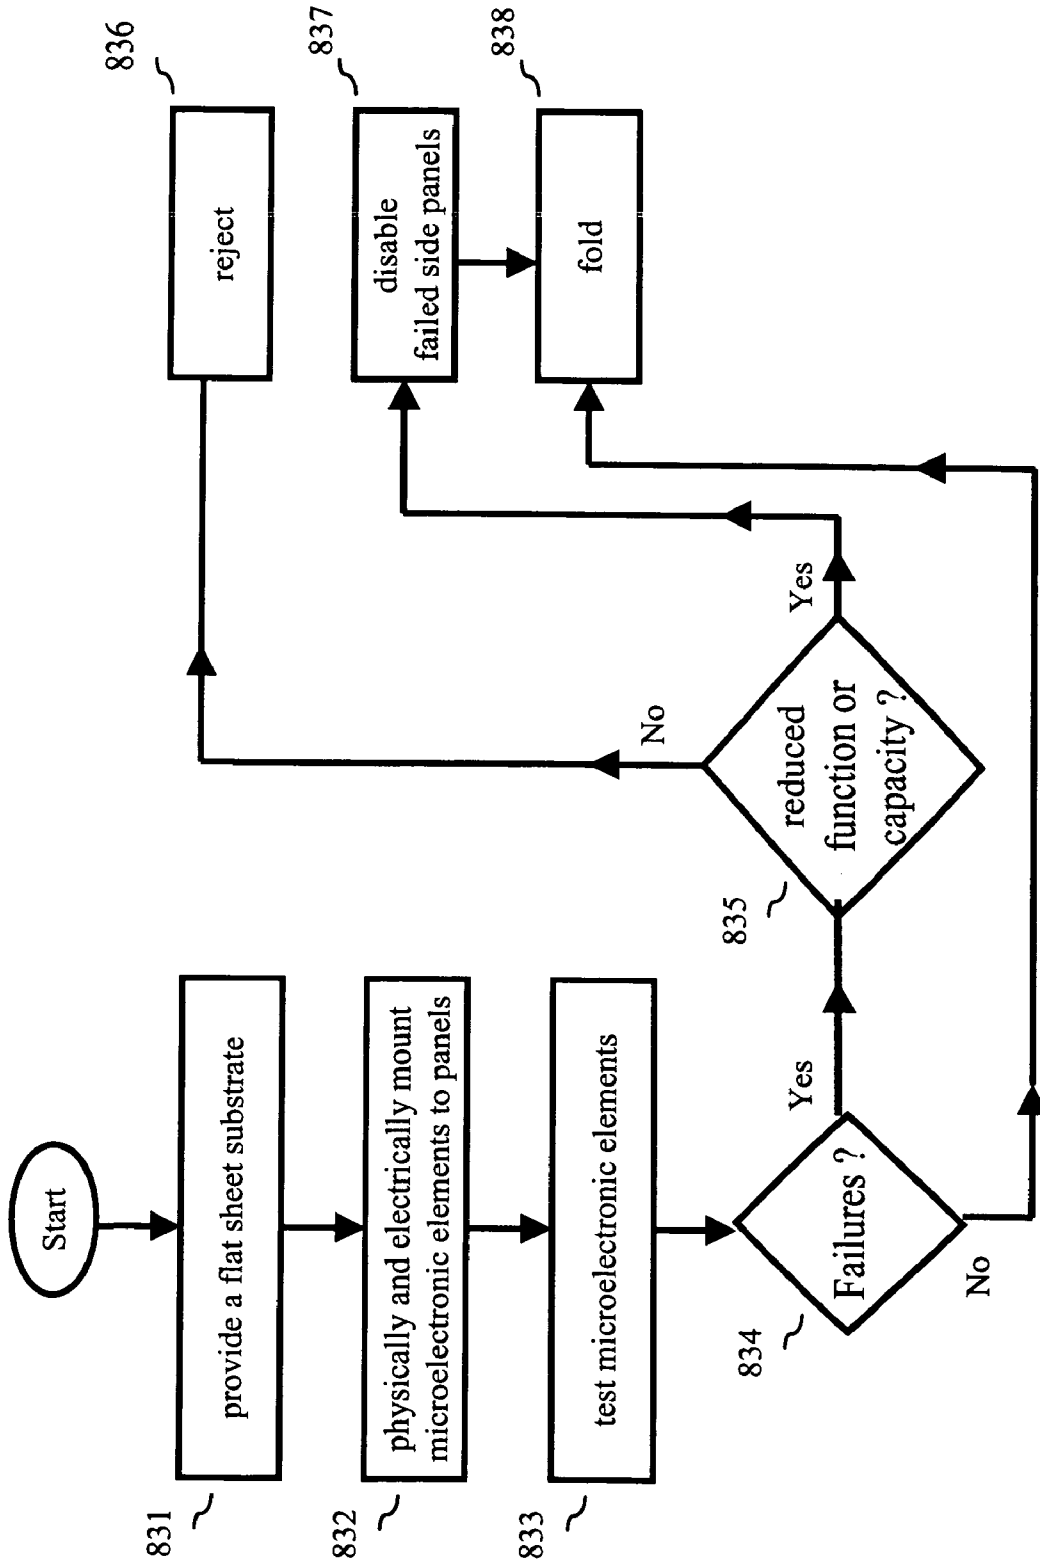 Start
831
provide a flat sheet substrate
832
physically and electrically mount
microelectronic elements to panels
833
test microelectronic elements
834
Failures ?
Yes
No
835
reduced
function or
capacity ?
No
Yes
836
reject
837
disable
failed side panels
838
fold